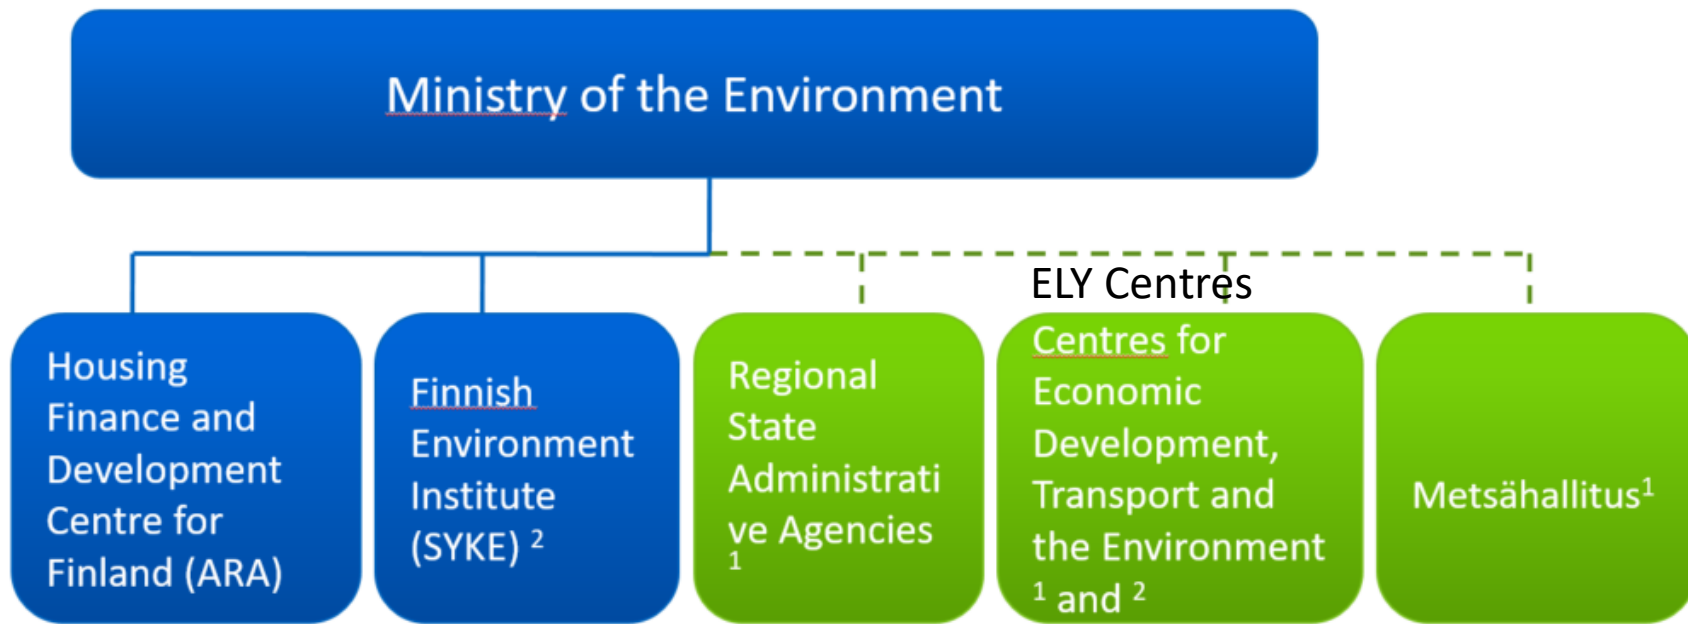 Ministry of the Environment
ELY Centres
Housing
Finance and
Development
Centre for
Finland (ARA)
Finnish
Environment
Institute
(SYKE) ²
Regional
State
Administrati
ve Agencies
¹
Centres for
Economic
Development,
Transport and
the Environment
¹ and ²
Metsähallitus¹